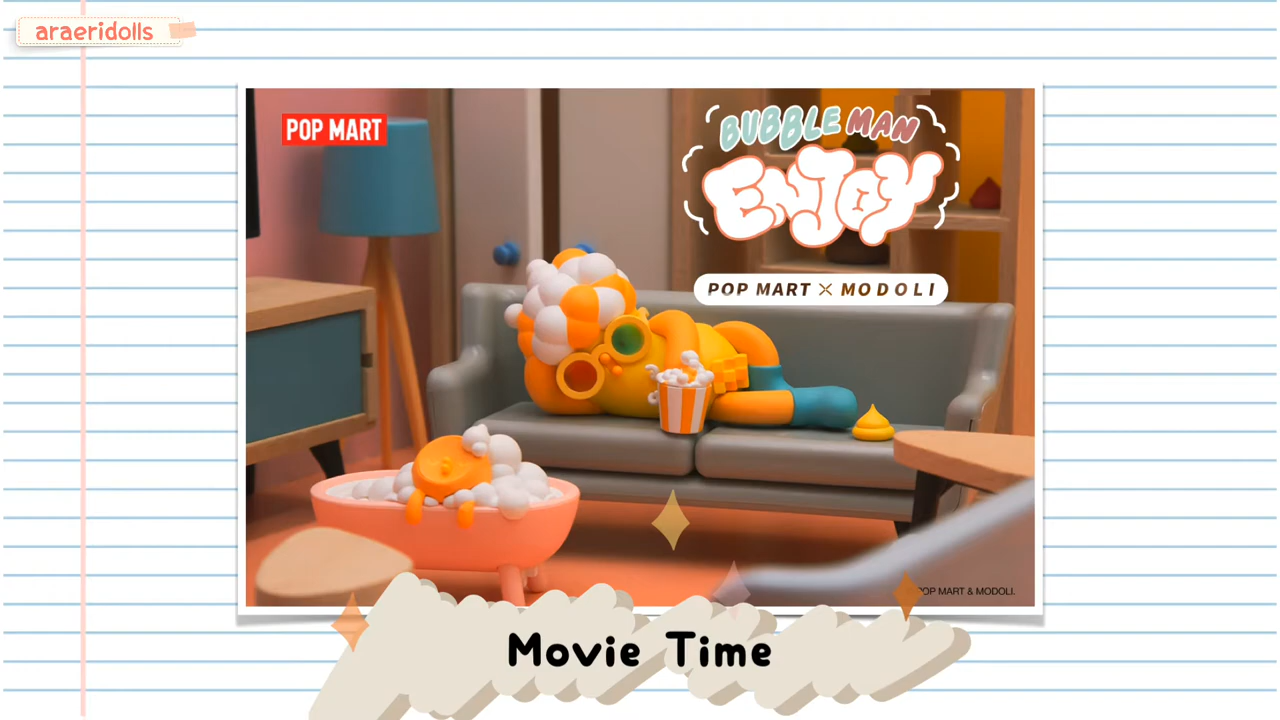 araeridolls
POP MART
BUBBLE MAN
ENJOY
POP MART × MODOLI
POP MART & MODOLI.
Movie Time